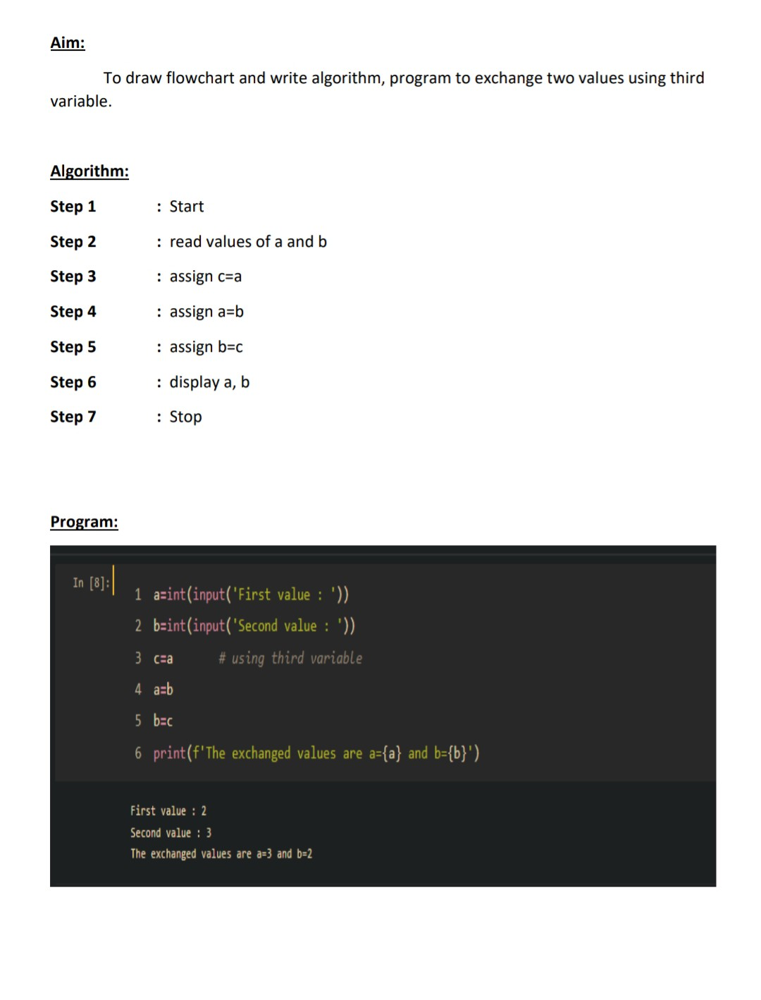 Aim:
To draw flowchart and write algorithm, program to exchange two values using third
variable.
Algorithm:
Step 1 : Start
Step 2 : read values of a and b
Step 3 : assign c=a
Step 4 : assign a=b
Step 5 : assign b=c
Step 6 : display a, b
Step 7 : Stop
Program:
In [8]:
1 a=int(input('First value : '))
2 b=int(input('Second value : '))
3 c=a # using third variable
4 a=b
5 b=c
6 print(f'The exchanged values are a={a} and b={b}')
First value : 2
Second value : 3
The exchanged values are a=3 and b=2